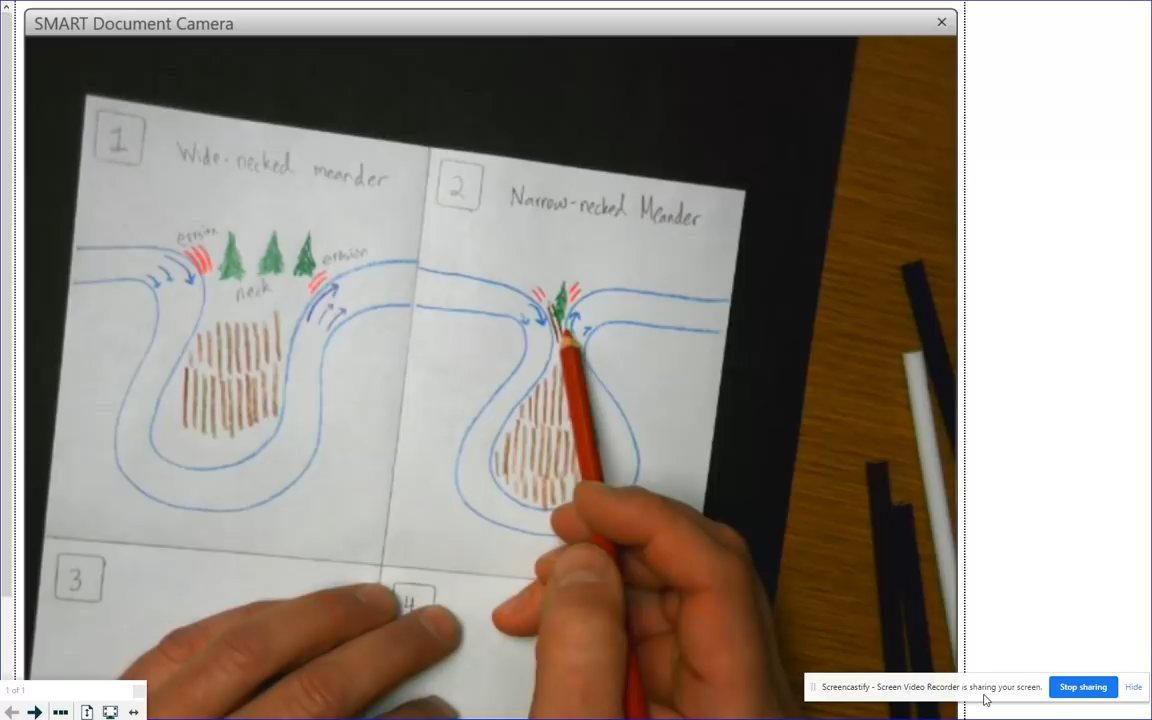 SMART Document Camera
1
Wide-necked meander
erosion
erosion
neck
2
Narrow-necked Meander
3
4
1 of 1
Screencastify - Screen Video Recorder is sharing your screen.
Stop sharing
Hide